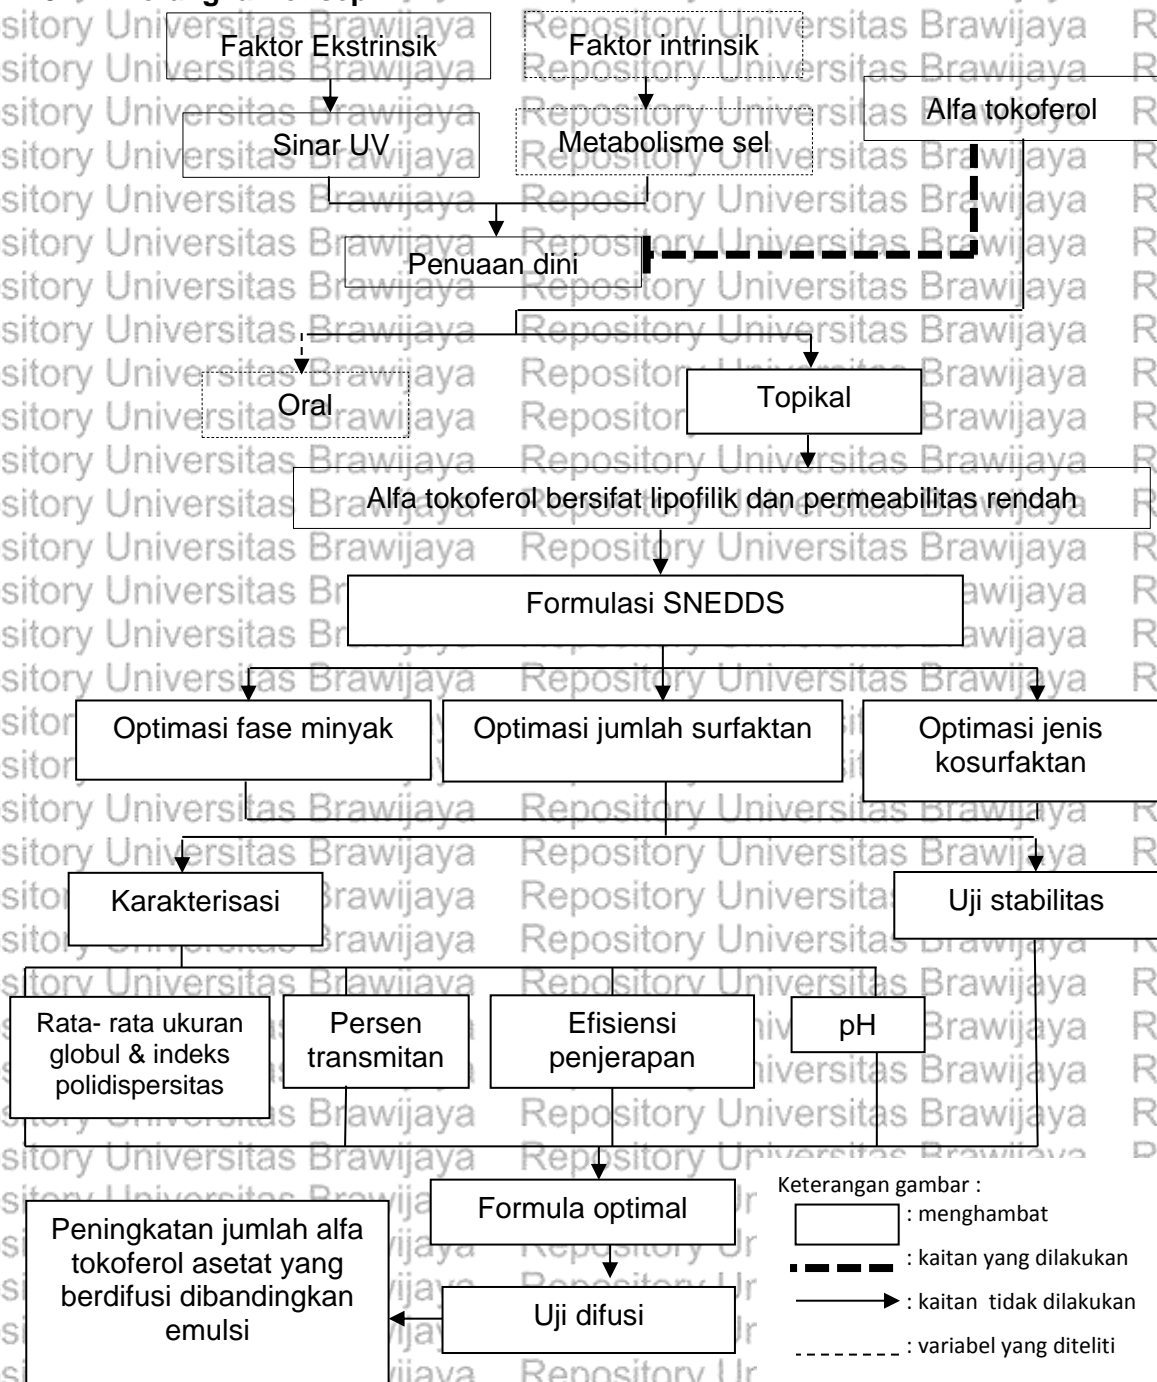 Faktor Ekstrinsik
Faktor intrinsik
Alfa tokoferol
Sinar UV
Metabolisme sel
Penuaan dini
Oral
Topikal
Alfa tokoferol bersifat lipofilik dan permeabilitas rendah
Formulasi SNEDDS
Optimasi fase minyak
Optimasi jumlah surfaktan
Optimasi jenis
kosurfaktan
Karakterisasi
Uji stabilitas
Rata- rata ukuran
globul & indeks
polidispersitas
Persen
transmitan
Efisiensi
penjerapan
pH
Formula optimal
Uji difusi
Peningkatan jumlah alfa
tokoferol asetat yang
berdifusi dibandingkan
emulsi
Keterangan gambar :
: menghambat
: kaitan yang dilakukan
: kaitan tidak dilakukan
: variabel yang diteliti